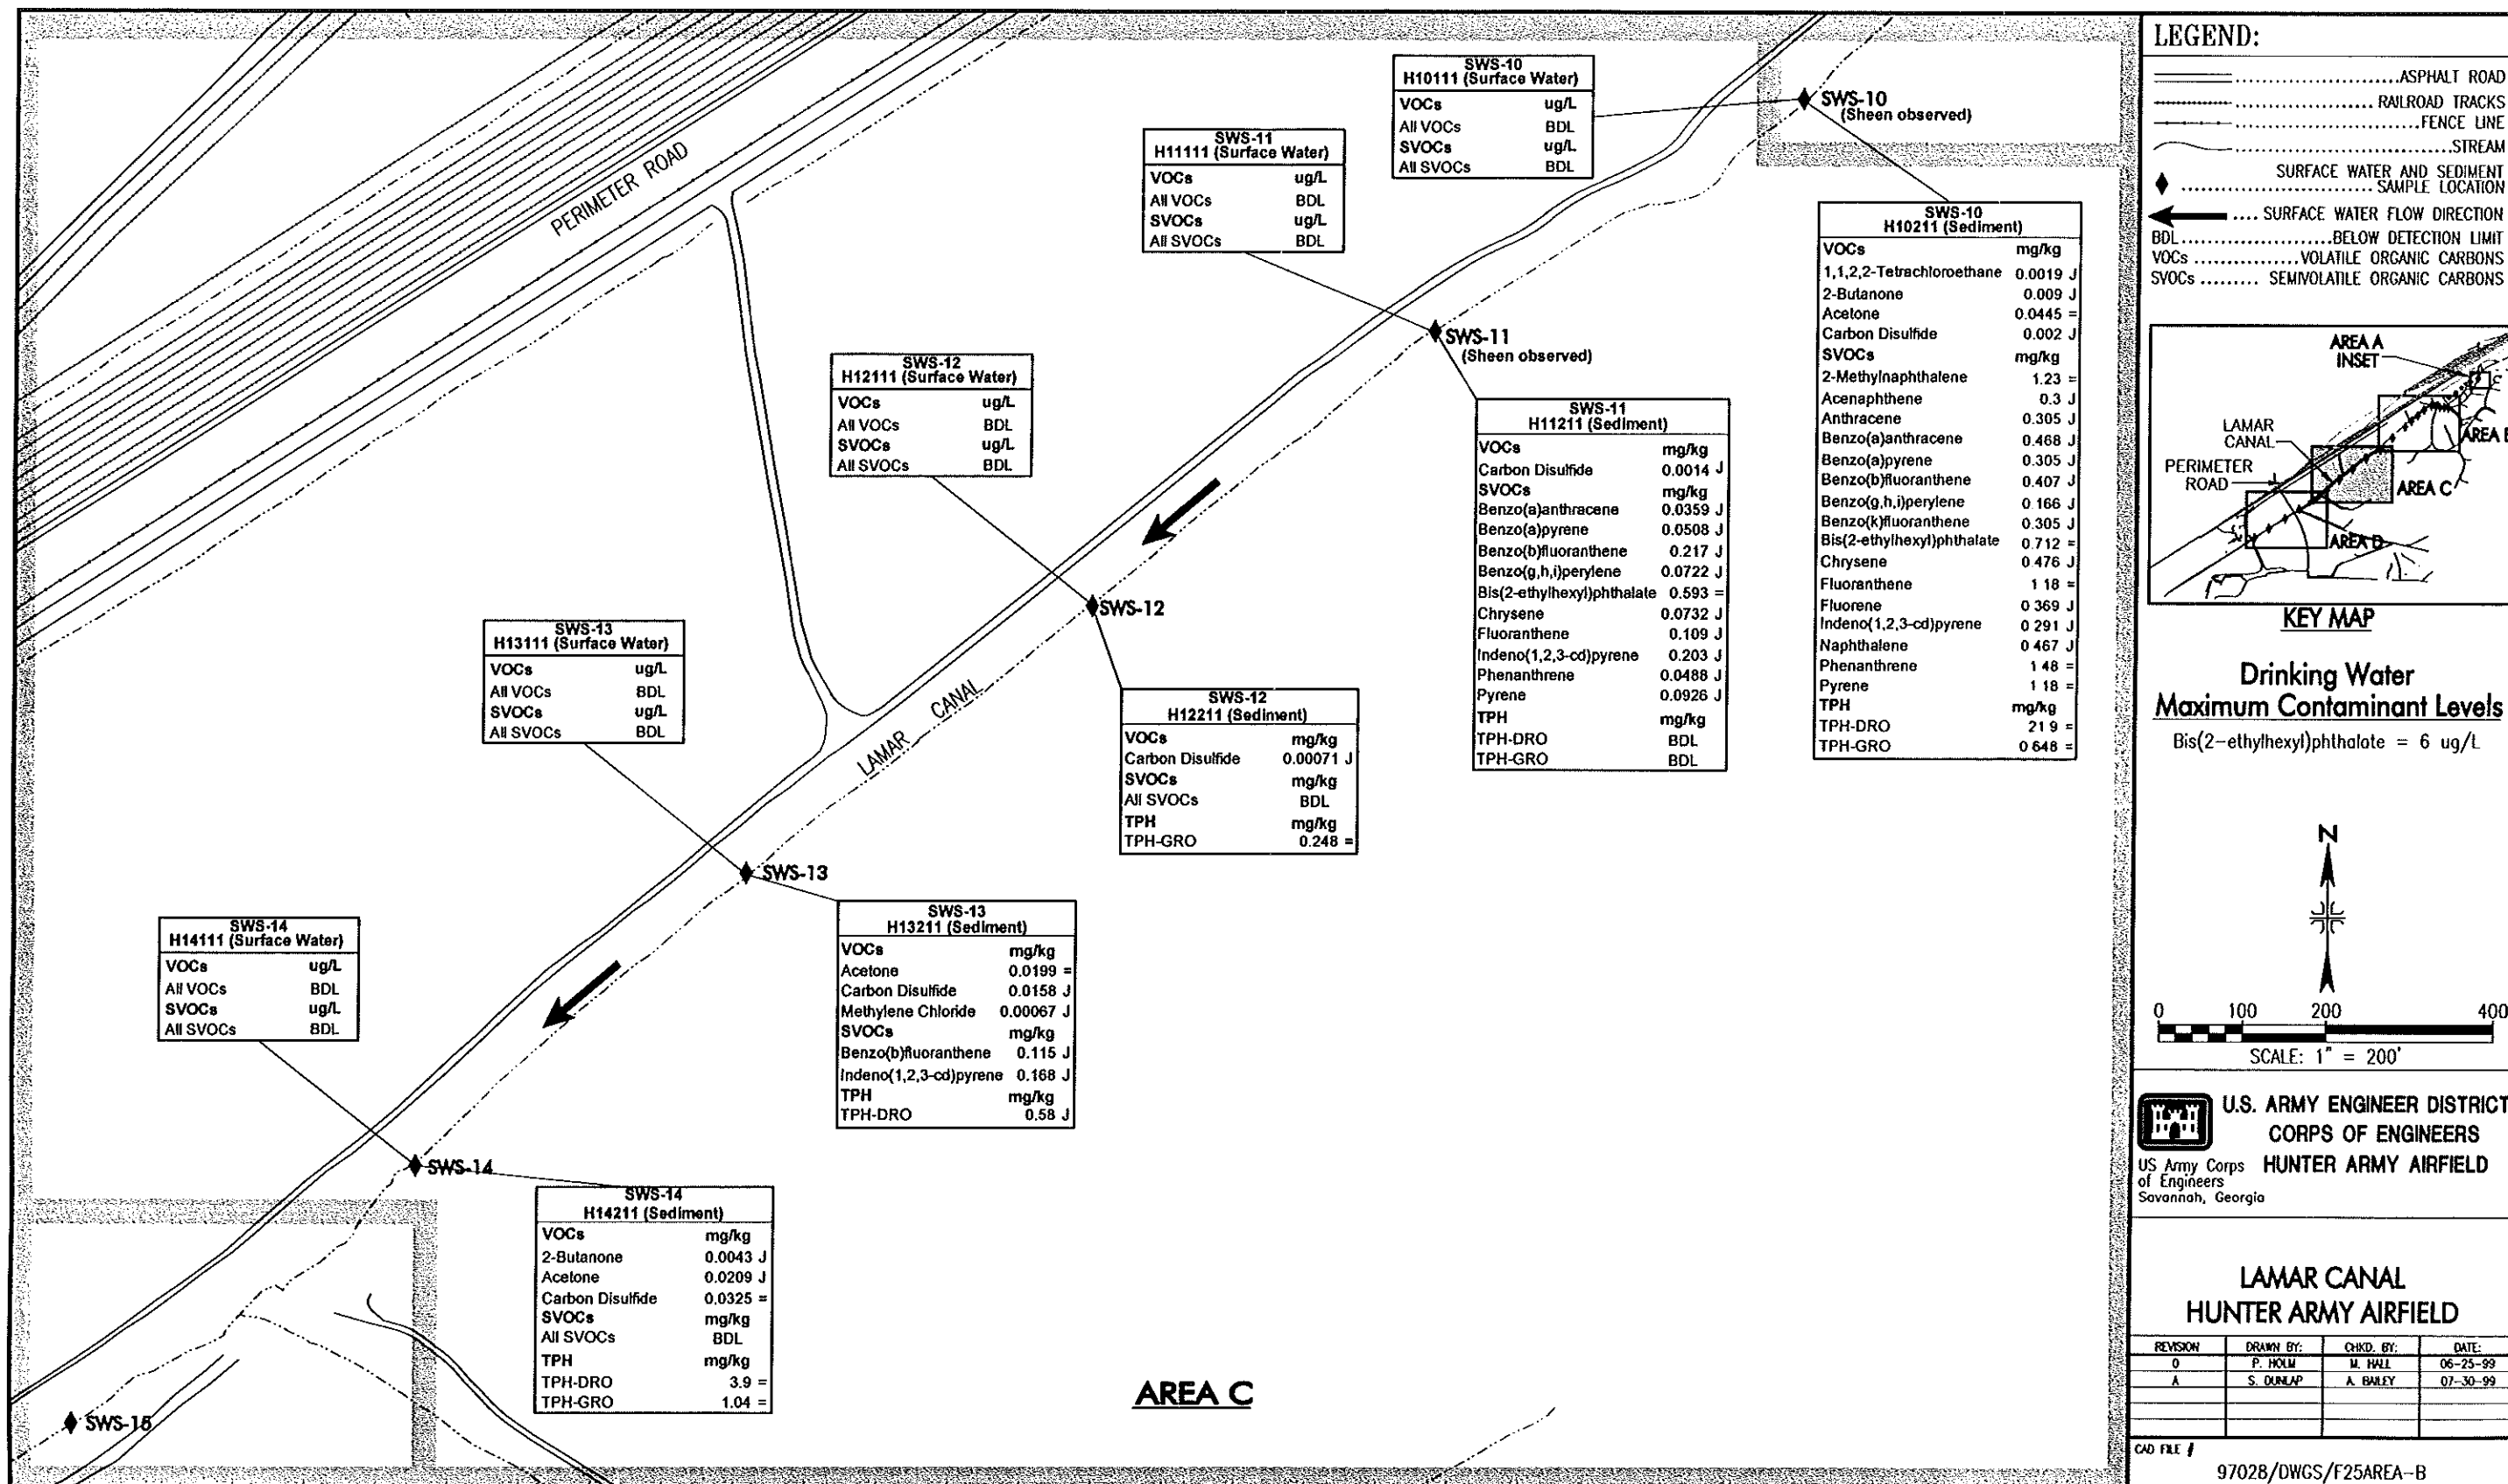 SWS-10
H10111 (Surface Water)
VOCs ug/L
All VOCs BDL
SVOCs ug/L
All SVOCs BDL
SWS-10
(Sheen observed)
SWS-11
H11111 (Surface Water)
VOCs ug/L
All VOCs BDL
SVOCs ug/L
All SVOCs BDL
PERIMETER ROAD
SWS-10
H10211 (Sediment)
VOCs mg/kg
1,1,2,2-Tetrachloroethane 0.0019 J
2-Butanone 0.009 J
Acetone 0.0445 =
Carbon Disulfide 0.002 J
SVOCs mg/kg
2-Methylnaphthalene 1.23 =
Acenaphthene 0.3 J
Anthracene 0.305 J
Benzo(a)anthracene 0.468 J
Benzo(a)pyrene 0.305 J
Benzo(b)fluoranthene 0.407 J
Benzo(g,h,i)perylene 0.166 J
Benzo(k)fluoranthene 0.305 J
Bis(2-ethylhexyl)phthalate 0.712 =
Chrysene 0.476 J
Fluoranthene 1 18 =
Fluorene 0 369 J
Indeno(1,2,3-cd)pyrene 0 291 J
Naphthalene 0 467 J
Phenanthrene 1 48 =
Pyrene 1 18 =
TPH mg/kg
TPH-DRO 21 9 =
TPH-GRO 0 648 =
SWS-11
(Sheen observed)
SWS-12
H12111 (Surface Water)
VOCs ug/L
All VOCs BDL
SVOCs ug/L
All SVOCs BDL
SWS-11
H11211 (Sediment)
VOCs mg/kg
Carbon Disulfide 0.0014 J
SVOCs mg/kg
Benzo(a)anthracene 0.0359 J
Benzo(a)pyrene 0.0508 J
Benzo(b)fluoranthene 0.217 J
Benzo(g,h,i)perylene 0.0722 J
Bis(2-ethylhexyl)phthalate 0.593 =
Chrysene 0.0732 J
Fluoranthene 0.109 J
Indeno(1,2,3-cd)pyrene 0.203 J
Phenanthrene 0.0488 J
Pyrene 0.0926 J
TPH mg/kg
TPH-DRO BDL
TPH-GRO BDL
SWS-12
SWS-13
H13111 (Surface Water)
VOCs ug/L
All VOCs BDL
SVOCs ug/L
All SVOCs BDL
LAMAR CANAL
SWS-12
H12211 (Sediment)
VOCs mg/kg
Carbon Disulfide 0.00071 J
SVOCs mg/kg
All SVOCs BDL
TPH mg/kg
TPH-GRO 0.248 =
SWS-13
SWS-13
H13211 (Sediment)
VOCs mg/kg
Acetone 0.0199 =
Carbon Disulfide 0.0158 J
Methylene Chloride 0.00067 J
SVOCs mg/kg
Benzo(b)fluoranthene 0.115 J
Indeno(1,2,3-cd)pyrene 0.168 J
TPH mg/kg
TPH-DRO 0.58 J
SWS-14
H14111 (Surface Water)
VOCs ug/L
All VOCs BDL
SVOCs ug/L
All SVOCs BDL
SWS-14
SWS-14
H14211 (Sediment)
VOCs mg/kg
2-Butanone 0.0043 J
Acetone 0.0209 J
Carbon Disulfide 0.0325 =
SVOCs mg/kg
All SVOCs BDL
TPH mg/kg
TPH-DRO 3.9 =
TPH-GRO 1.04 =
SWS-15
AREA C
LEGEND:
ASPHALT ROAD
RAILROAD TRACKS
FENCE LINE
STREAM
SURFACE WATER AND SEDIMENT
SAMPLE LOCATION
SURFACE WATER FLOW DIRECTION
BDL BELOW DETECTION LIMIT
VOCs VOLATILE ORGANIC CARBONS
SVOCs SEMIVOLATILE ORGANIC CARBONS
AREA A
INSET
LAMAR
CANAL
AREA
PERIMETER
ROAD
AREA C
AREA D
KEY MAP
Drinking Water
Maximum Contaminant Levels
Bis(2-ethylhexyl)phthalate = 6 ug/L
N
0 100 200 400
SCALE: 1" = 200'
U.S. ARMY ENGINEER DISTRICT
CORPS OF ENGINEERS
HUNTER ARMY AIRFIELD
US Army Corps
of Engineers
Savannah, Georgia
LAMAR CANAL
HUNTER ARMY AIRFIELD
REVISION DRAWN BY: CHKD. BY: DATE:
0 P. HOLM M. HALL 06-25-99
A S. DUNLAP A. BAILEY 07-30-99
CAD FILE #
97028/DWGS/F25AREA-B